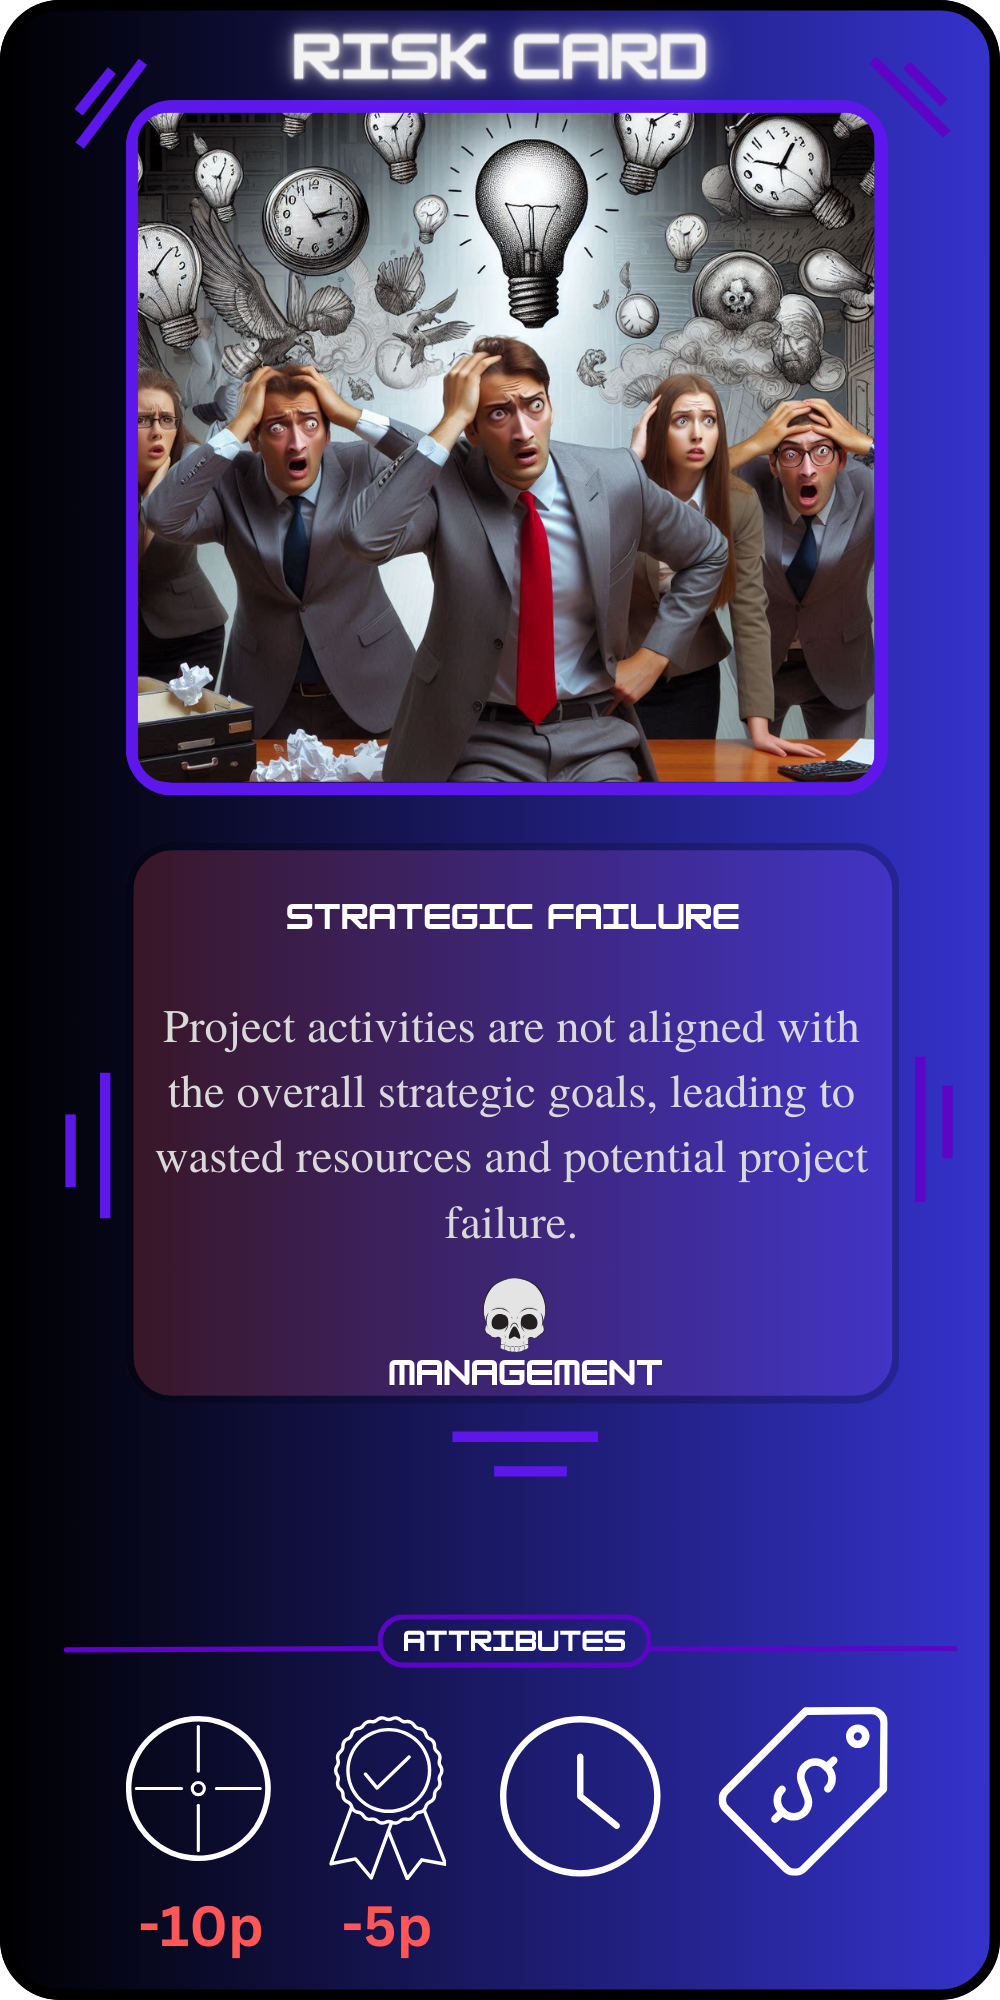 RISK CARD
STRATEGIC FAILURE
Project activities are not aligned with
the overall strategic goals, leading to
wasted resources and potential project
failure.
MANAGEMENT
ATTRIBUTES
-10p -5p